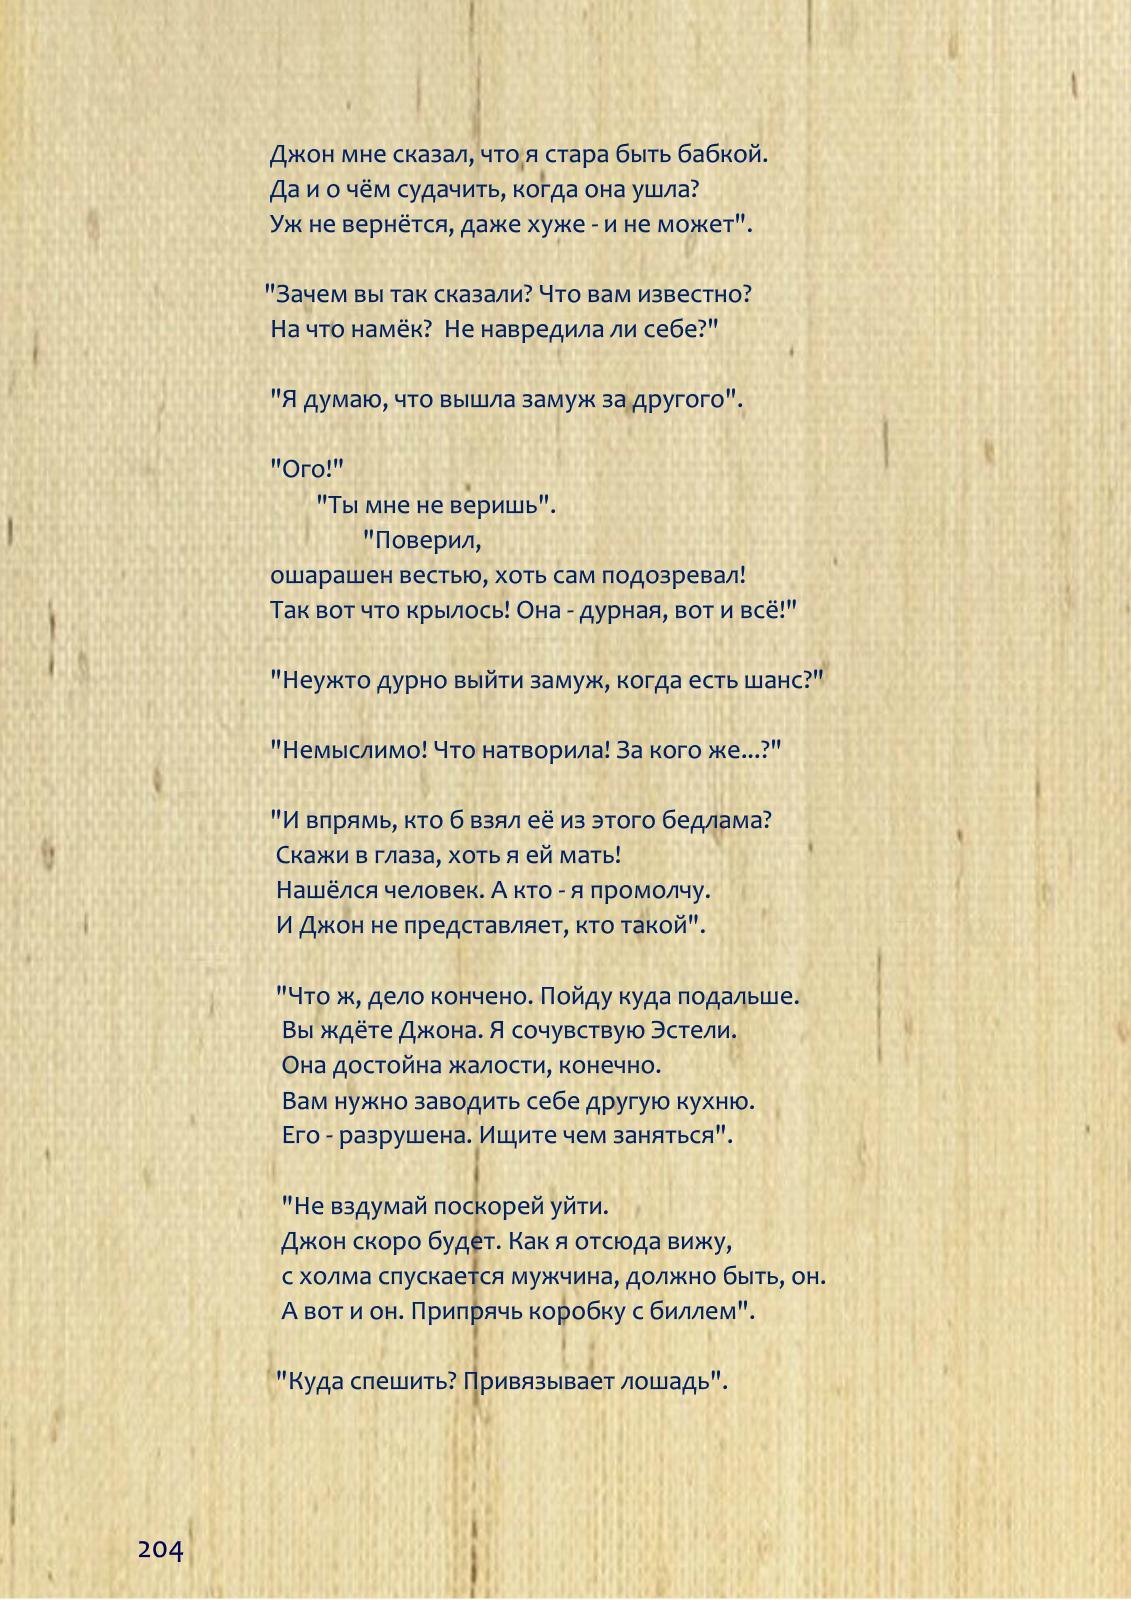 Джон мне сказал, что я стара быть бабкой.
Да и о чём судачить, когда она ушла?
Уж не вернётся, даже хуже - и не может".
"Зачем вы так сказали? Что вам известно?
На что намёк?  Не навредила ли себе?"
"Я думаю, что вышла замуж за другого".
"Ого!"
"Ты мне не веришь".
"Поверил,
ошарашен вестью, хоть сам подозревал!
Так вот что крылось! Она - дурная, вот и всё!"
"Неужто дурно выйти замуж, когда есть шанс?"
"Немыслимо! Что натворила! За кого же...?"
"И впрямь, кто б взял её из этого бедлама?
Скажи в глаза, хоть я ей мать!
Нашёлся человек. А кто - я промолчу.
И Джон не представляет, кто такой".
"Что ж, дело кончено. Пойду куда подальше.
Вы ждёте Джона. Я сочувствую Эстели.
Она достойна жалости, конечно.
Вам нужно заводить себе другую кухню.
Его - разрушена. Ищите чем заняться".
"Не вздумай поскорей уйти.
Джон скоро будет. Как я отсюда вижу,
с холма спускается мужчина, должно быть, он.
А вот и он. Припрячь коробку с биллем".
"Куда спешить? Привязывает лошадь".
204